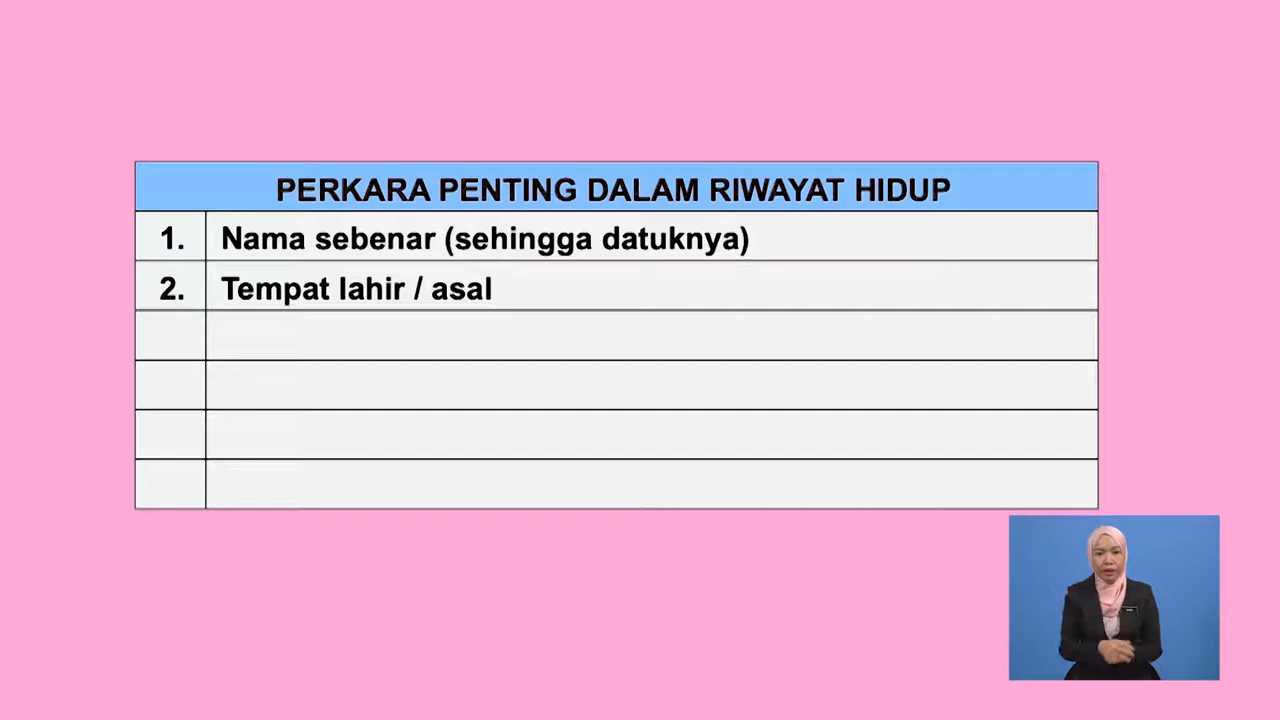 PERKARA PENTING DALAM RIWAYAT HIDUP
1. Nama sebenar (sehingga datuknya)
2. Tempat lahir / asal